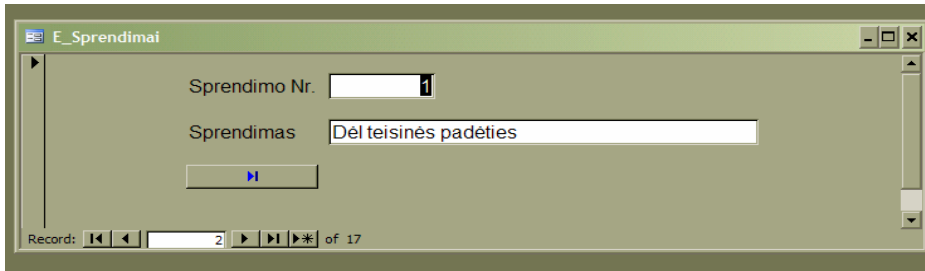 E_Sprendimai
Sprendimo Nr. 1
Sprendimas Dėl teisinės padėties
Record: 2 of 17